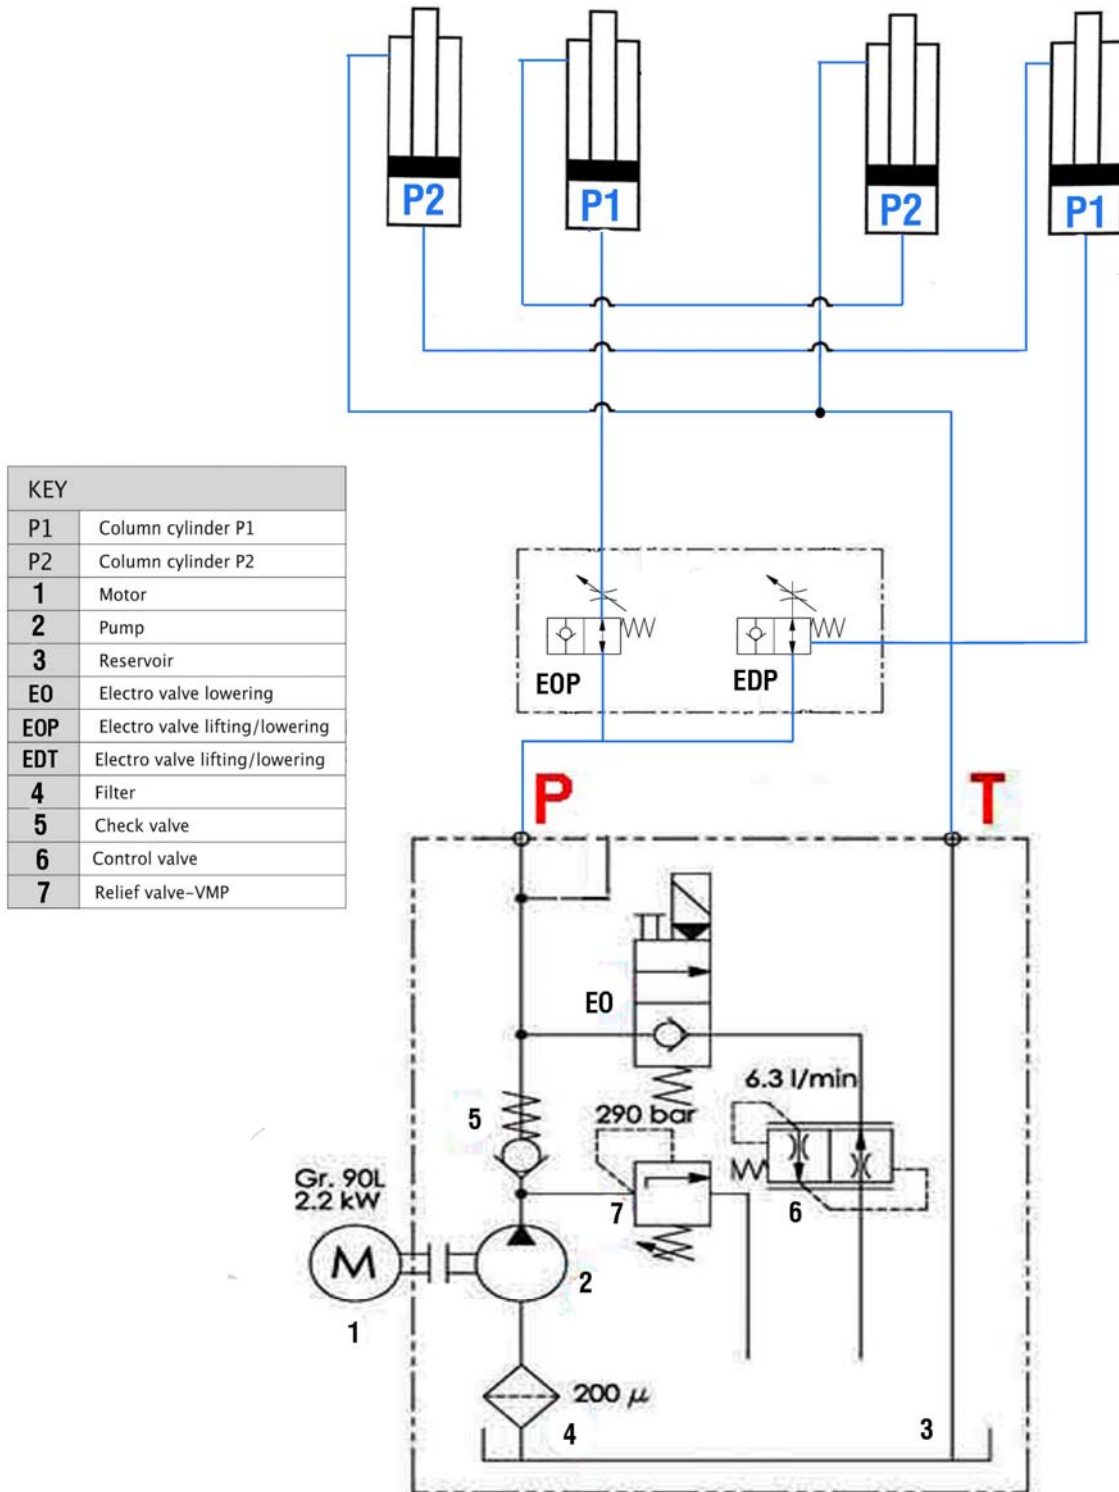 P2
P1
P2
P1
KEY
P1 Column cylinder P1
P2 Column cylinder P2
1 Motor
2 Pump
3 Reservoir
EO Electro valve lowering
EOP Electro valve lifting/lowering
EDT Electro valve lifting/lowering
4 Filter
5 Check valve
6 Control valve
7 Relief valve-VMP
EOP
EDP
P
T
EO
6.3 l/min
5
290 bar
Gr. 90L
2.2 kW
7
6
M
2
1
200 µ
4
3